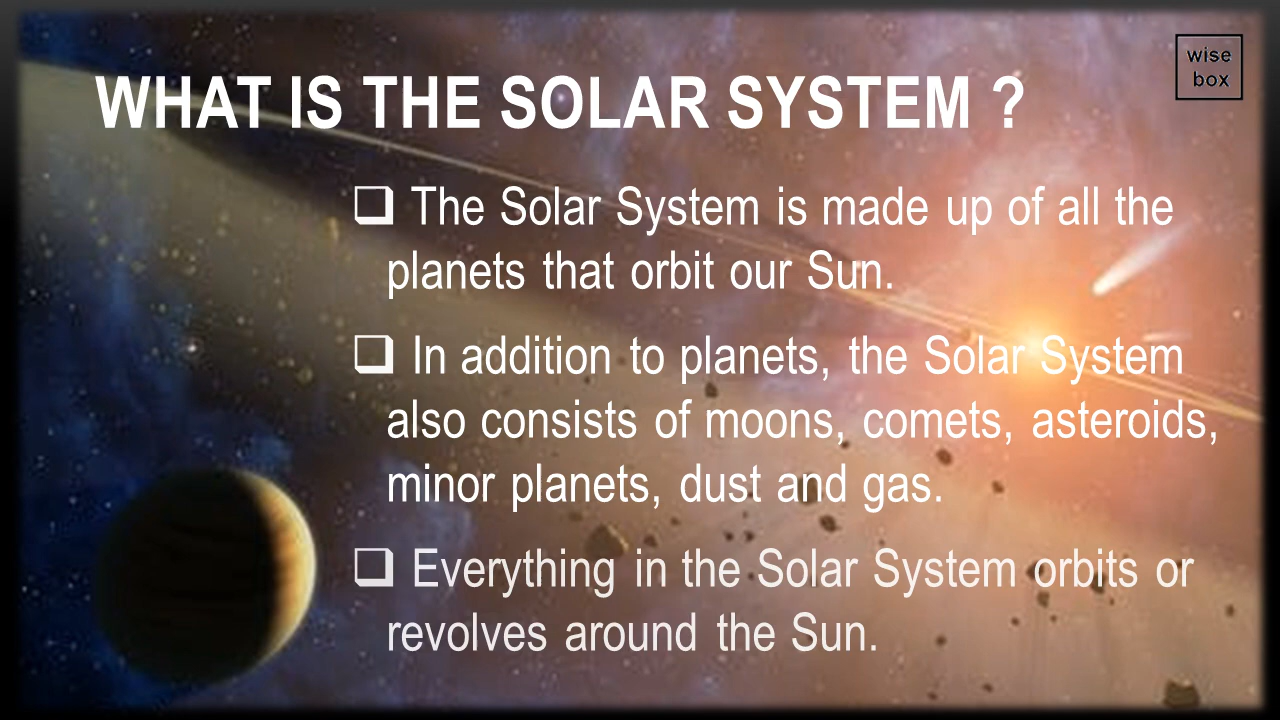 wise
box
WHAT IS THE SOLAR SYSTEM ?
❑ The Solar System is made up of all the
planets that orbit our Sun.
❑ In addition to planets, the Solar System
also consists of moons, comets, asteroids,
minor planets, dust and gas.
❑ Everything in the Solar System orbits or
revolves around the Sun.